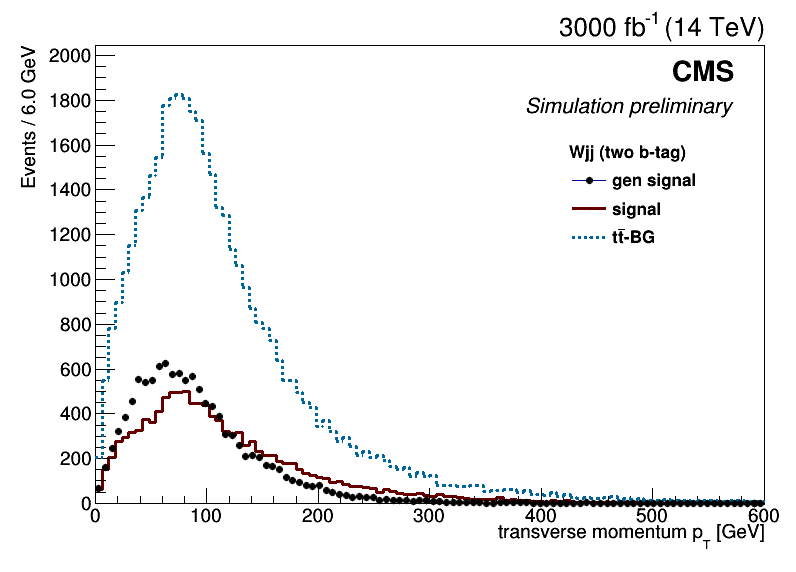 3000 fb⁻¹ (14 TeV)
Events / 6.0 GeV
2000
1800
1600
1400
1200
1000
800
600
400
200
0
CMS
Simulation preliminary
Wjj (two b-tag)
gen signal
signal
tt̄-BG
0 100 200 300 400 500 600
transverse momentum p_T [GeV]